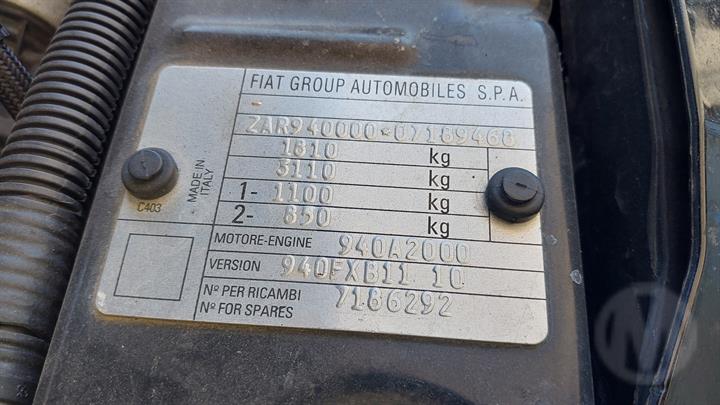 FIAT GROUP AUTOMOBILES S.P.A.
-
ZAR940000*07189468
1810 kg
3110 kg
1- 1100 kg
2- 850 kg
MOTORE-ENGINE 940A2000
VERSION 940FXB11 10
Nº PER RICAMBI 7186292
Nº FOR SPARES
MADE IN ITALY
C403